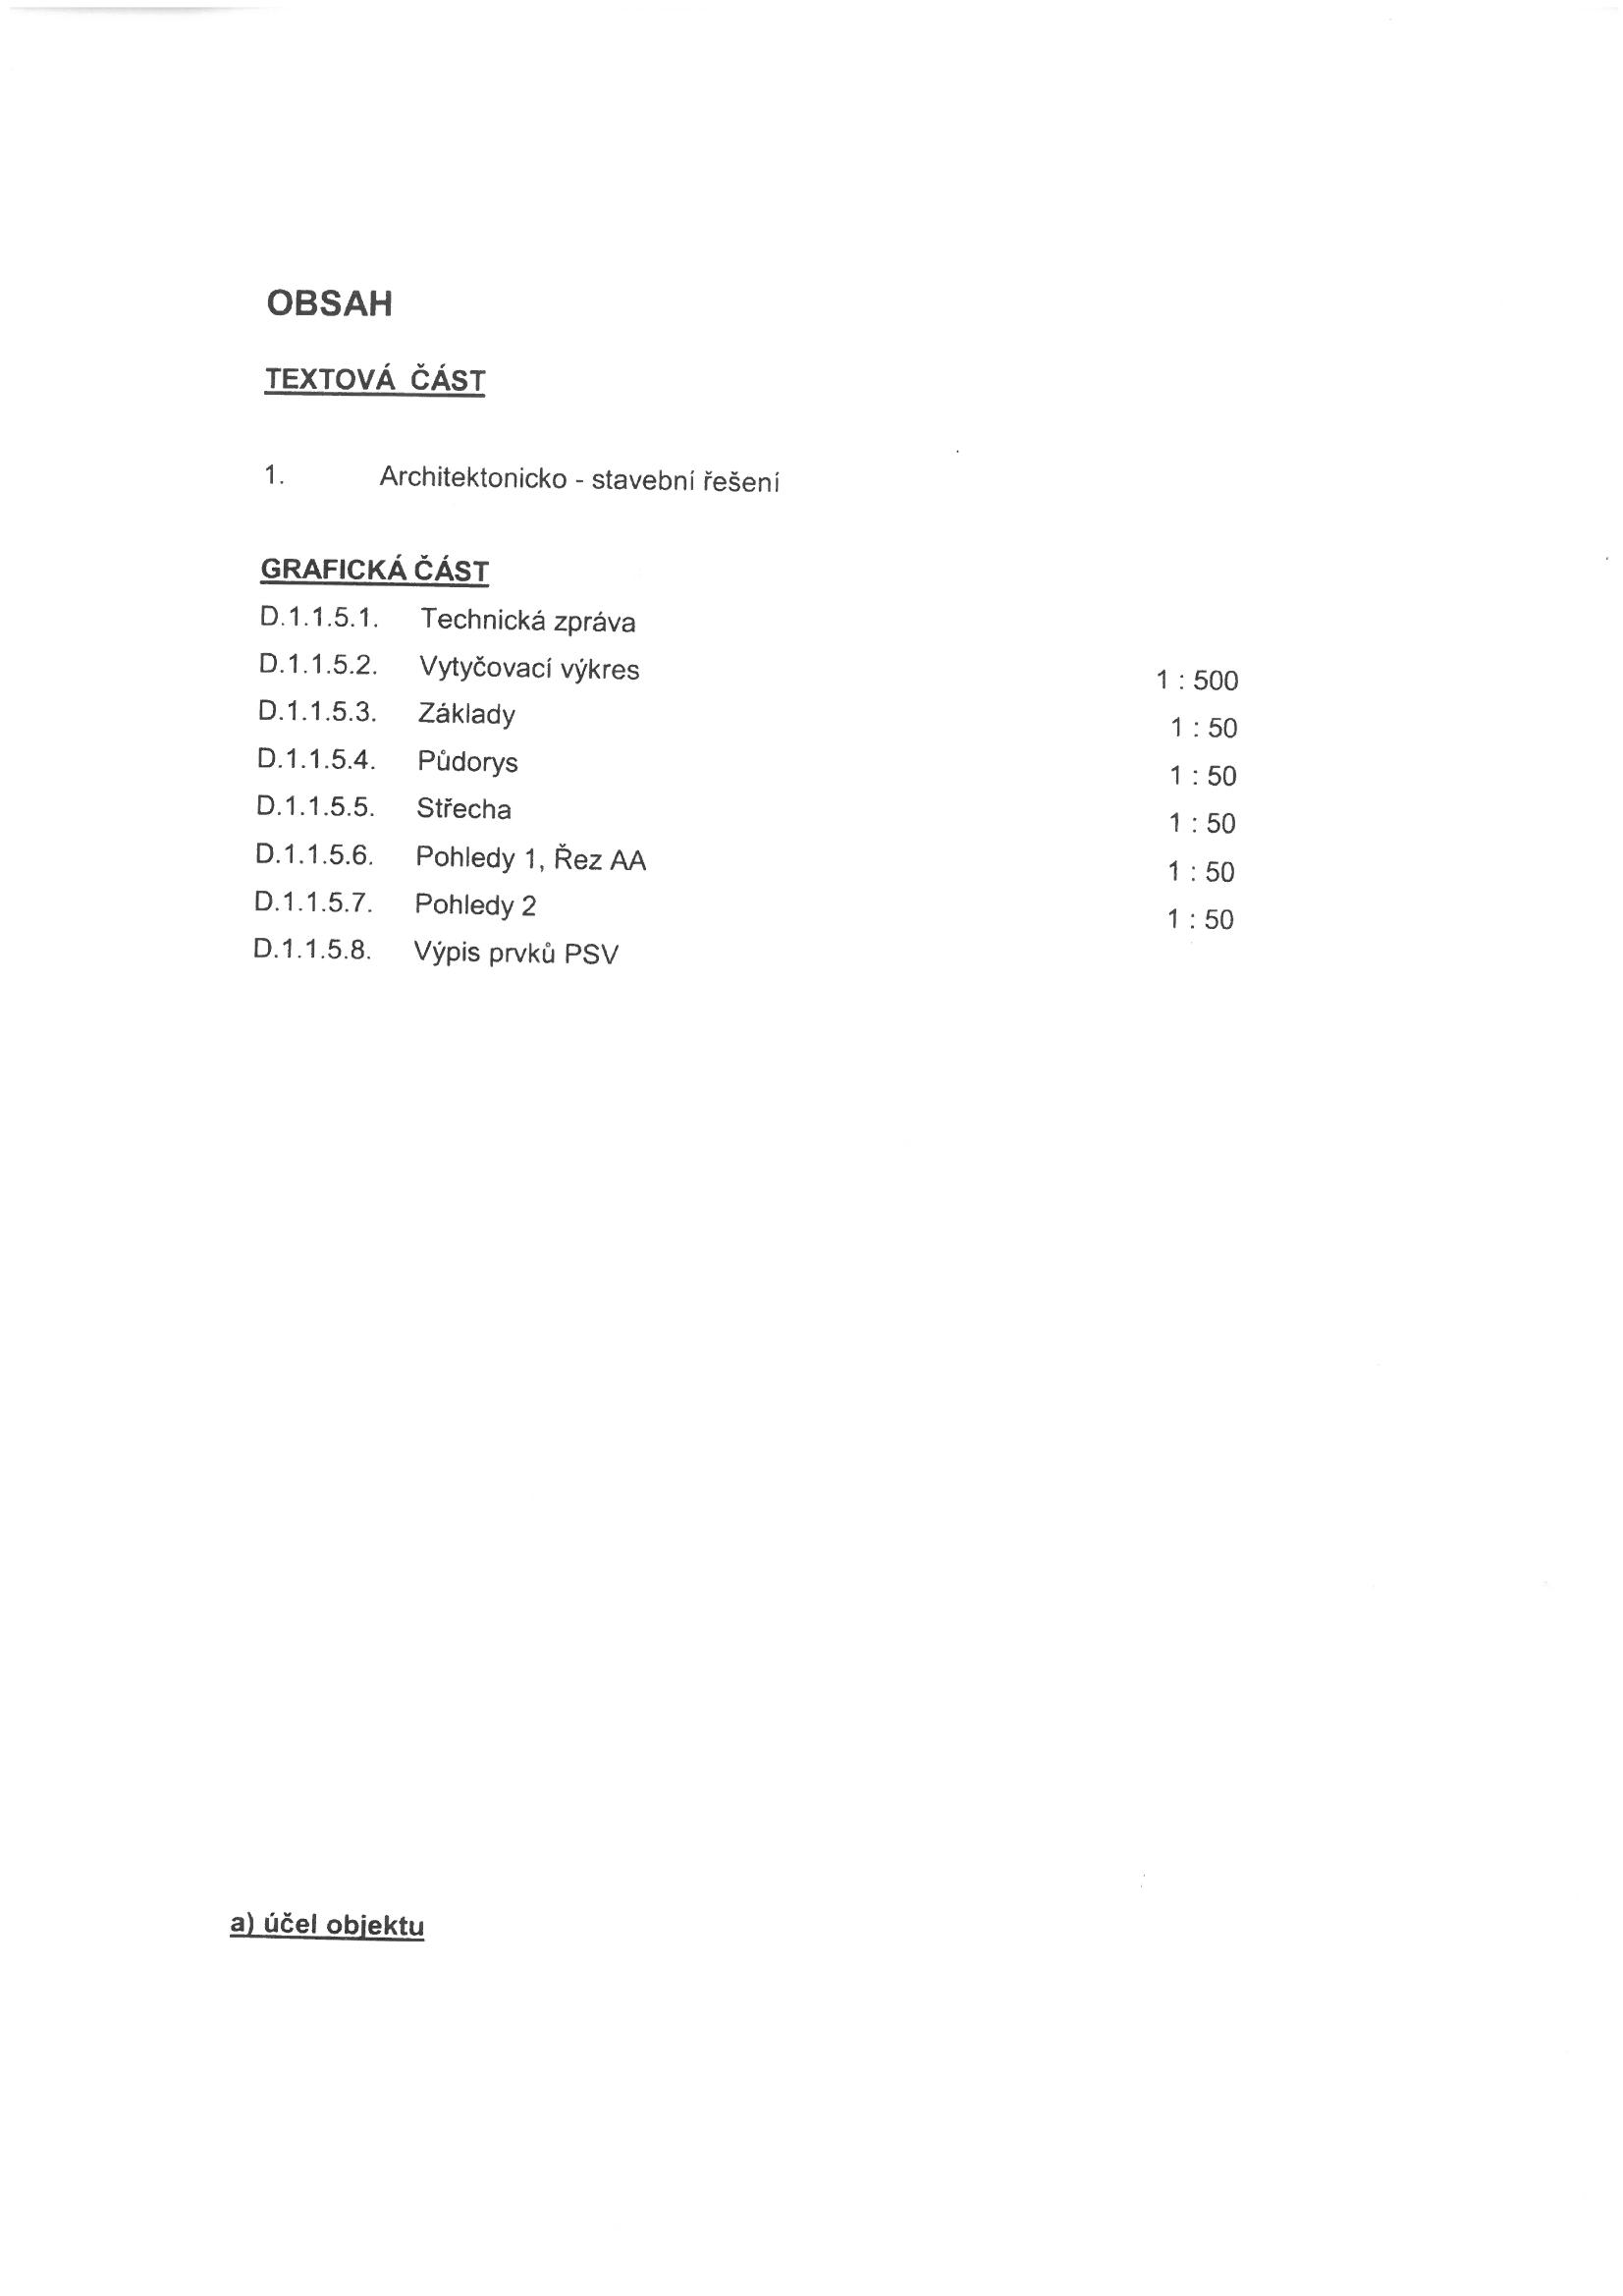 OBSAH
TEXTOVÁ ČÁST
1. Architektonicko - stavební řešení
GRAFICKÁ ČÁST
D.1.1.5.1. Technická zpráva
D.1.1.5.2. Vytyčovací výkres 1 : 500
D.1.1.5.3. Základy 1 : 50
D.1.1.5.4. Půdorys 1 : 50
D.1.1.5.5. Střecha 1 : 50
D.1.1.5.6. Pohledy 1, Řez AA 1 : 50
D.1.1.5.7. Pohledy 2 1 : 50
D.1.1.5.8. Výpis prvků PSV
a) účel objektu